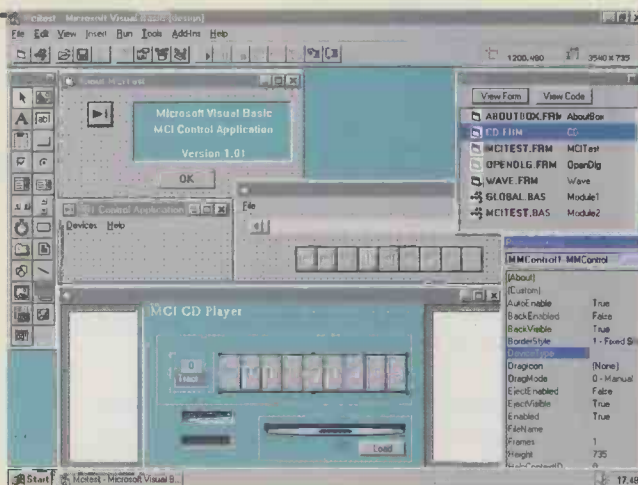 Mcitest - Microsoft Visual Basic [design]
File Edit View Insert Run Tools Add-Ins Help
1200,480 3540 x 735
Microsoft Visual Basic
MCI Control Application
Version 1.01
OK
View Form View Code
ABOUTBOX.FRM AboutBox
CD.FRM CD
MCITEST.FRM MCITest
OPENDLG.FRM OpenDlg
WAVE.FRM Wave
GLOBAL.BAS Module1
MCITEST.BAS Module2
Control Application
Devices Help
File
MMControl1 MMControl
(About)
(Custom)
AutoEnable True
BackEnabled False
BackVisible True
BorderStyle 1 - Fixed
DeviceType
DragIcon (None)
DragMode 0 - Manual
EjectEnabled False
EjectVisible True
Enabled True
FileName
Frames 1
Height 735
HelpContextID 0
MCI CD Player
0
Track
Load
Start Mcitest - Microsoft Visual B... 17.48